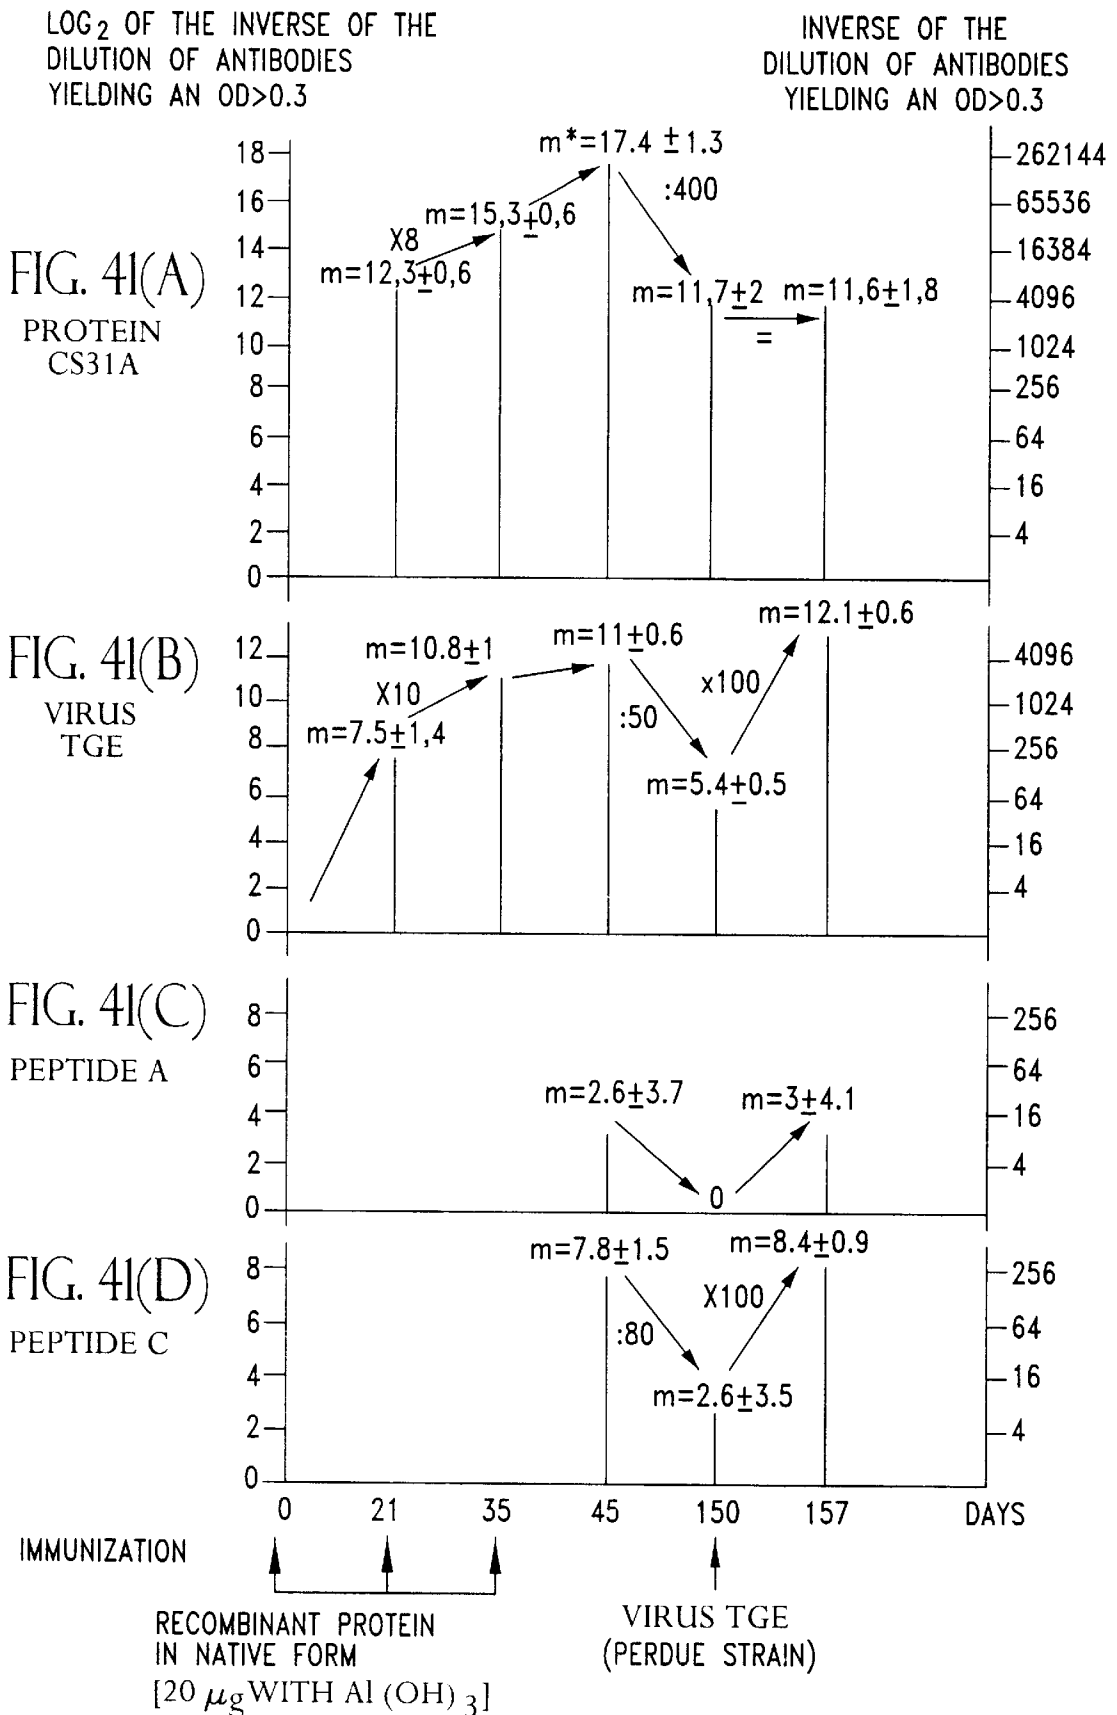 LOG2 OF THE INVERSE OF THE
DILUTION OF ANTIBODIES
YIELDING AN OD>0.3
INVERSE OF THE
DILUTION OF ANTIBODIES
YIELDING AN OD>0.3
FIG. 41(A)
PROTEIN
CS31A
18
16
14
12
10
8
6
4
2
0
m=12,3±0,6
X8
m=15,3±0,6
m*=17.4 ±1.3
:400
m=11,7±2
=
m=11,6±1,8
262144
65536
16384
4096
1024
256
64
16
4
FIG. 41(B)
VIRUS
TGE
12
10
8
6
4
2
0
m=7.5±1,4
X10
m=10.8±1
m=11±0.6
:50
m=5.4±0.5
x100
m=12.1±0.6
4096
1024
256
64
16
4
FIG. 41(C)
PEPTIDE A
8
6
4
2
0
m=2.6±3.7
0
m=3±4.1
256
64
16
4
FIG. 41(D)
PEPTIDE C
8
6
4
2
0
m=7.8±1.5
:80
m=2.6±3.5
X100
m=8.4±0.9
256
64
16
4
0 21 35 45 150 157 DAYS
IMMUNIZATION
RECOMBINANT PROTEIN
IN NATIVE FORM
[20 μg WITH Al (OH) 3]
VIRUS TGE
(PERDUE STRAIN)